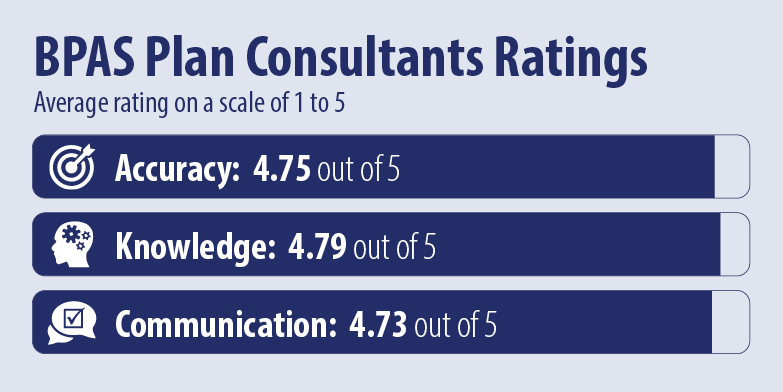 BPAS Plan Consultants Ratings
Average rating on a scale of 1 to 5
Accuracy: 4.75 out of 5
Knowledge: 4.79 out of 5
Communication: 4.73 out of 5